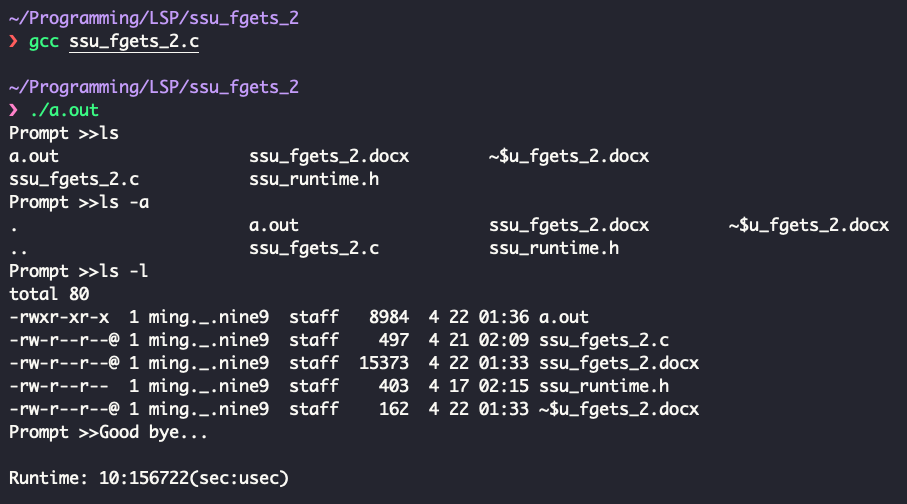 ~/Programming/LSP/ssu_fgets_2
❯ gcc ssu_fgets_2.c
~/Programming/LSP/ssu_fgets_2
❯ ./a.out
Prompt >>ls
a.out                   ssu_fgets_2.docx        ~$u_fgets_2.docx
ssu_fgets_2.c           ssu_runtime.h
Prompt >>ls -a
.                       a.out                   ssu_fgets_2.docx        ~$u_fgets_2.docx
..                      ssu_fgets_2.c           ssu_runtime.h
Prompt >>ls -l
total 80
-rwxr-xr-x  1 ming._.nine9  staff   8984  4 22 01:36 a.out
-rw-r--r--@ 1 ming._.nine9  staff    497  4 21 02:09 ssu_fgets_2.c
-rw-r--r--@ 1 ming._.nine9  staff  15373  4 22 01:33 ssu_fgets_2.docx
-rw-r--r--  1 ming._.nine9  staff    403  4 17 02:15 ssu_runtime.h
-rw-r--r--@ 1 ming._.nine9  staff    162  4 22 01:33 ~$u_fgets_2.docx
Prompt >>Good bye...
Runtime: 10:156722(sec:usec)